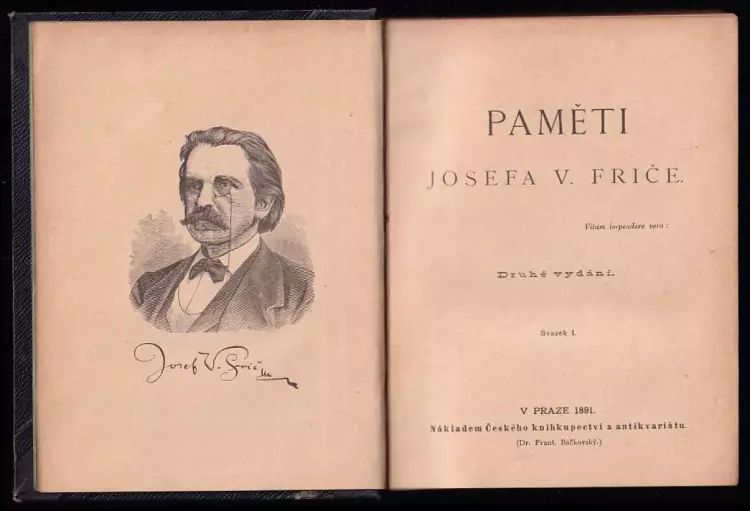 Josef V. Frič
PAMĚTI
JOSEFA V. FRIČE.
Vitam impendere vero!
Druhé vydání.
Svazek I.
V PRAZE 1891.
Nákladem Českého knihkupectví a antikvariátu.
(Dr. Frant. Bačkovský.)